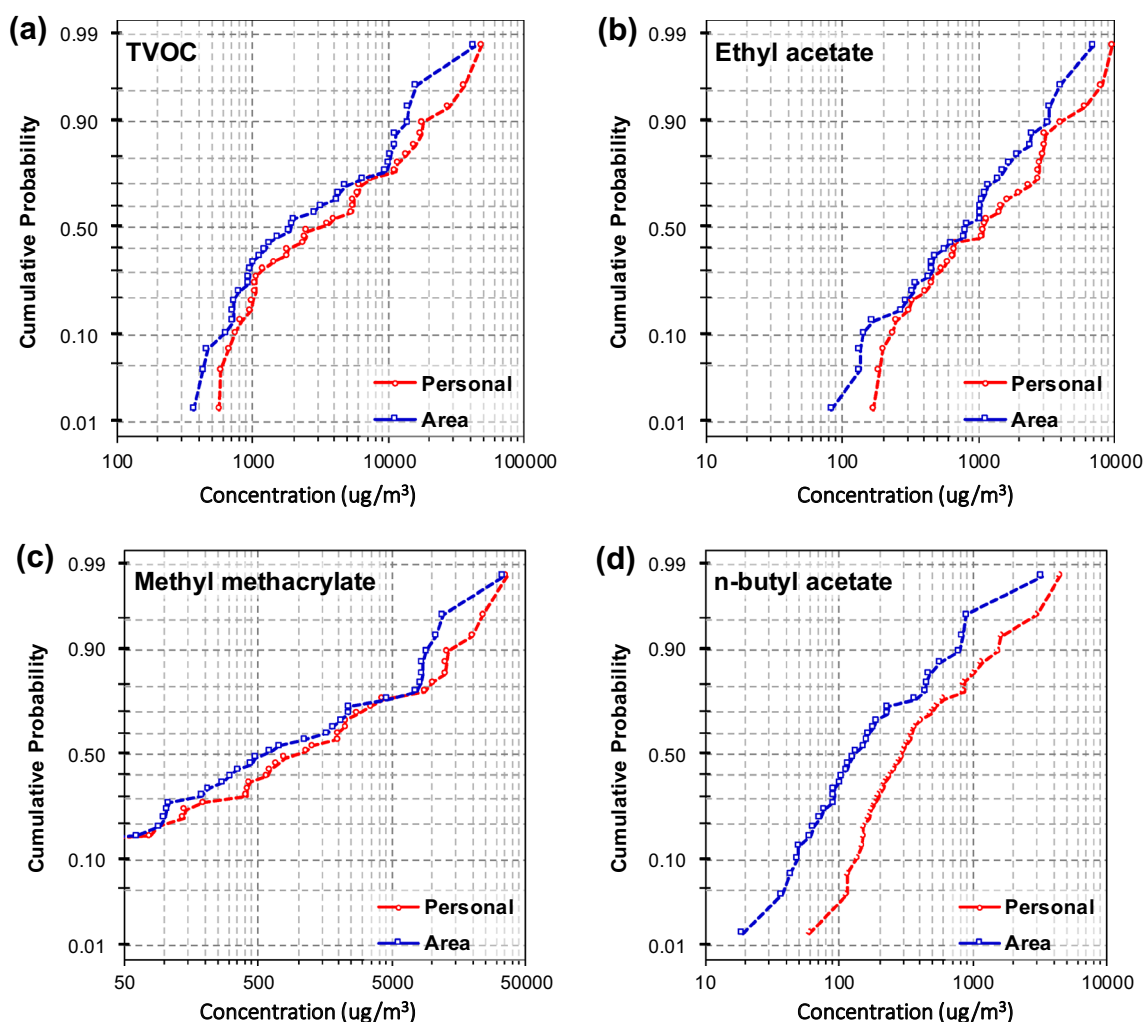 (a)
TVOC
0.99
0.90
0.50
0.10
0.01
Cumulative Probability
Personal
Area
100
1000
10000
100000
Concentration (ug/m³)
(b)
Ethyl acetate
0.99
0.90
0.50
0.10
0.01
Cumulative Probability
Personal
Area
10
100
1000
10000
Concentration (ug/m³)
(c)
Methyl methacrylate
0.99
0.90
0.50
0.10
0.01
Cumulative Probability
Personal
Area
50
500
5000
50000
Concentration (ug/m³)
(d)
n-butyl acetate
0.99
0.90
0.50
0.10
0.01
Cumulative Probability
Personal
Area
10
100
1000
10000
Concentration (ug/m³)